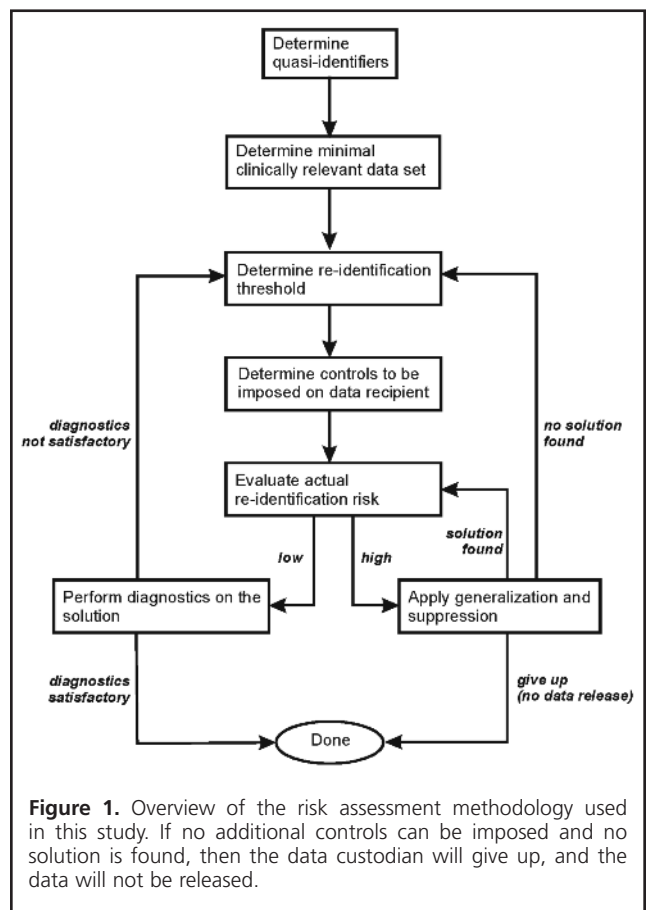 Determine
quasi-identifiers
Determine minimal
clinically relevant data set
Determine re-identification
threshold
Determine controls to be
imposed on data recipient
diagnostics
not satisfactory
no solution
found
Evaluate actual
re-identification risk
solution
found
low
high
Perform diagnostics on the
solution
Apply generalization and
suppression
diagnostics
satisfactory
give up
(no data release)
Done
Figure 1. Overview of the risk assessment methodology used
in this study. If no additional controls can be imposed and no
solution is found, then the data custodian will give up, and the
data will not be released.